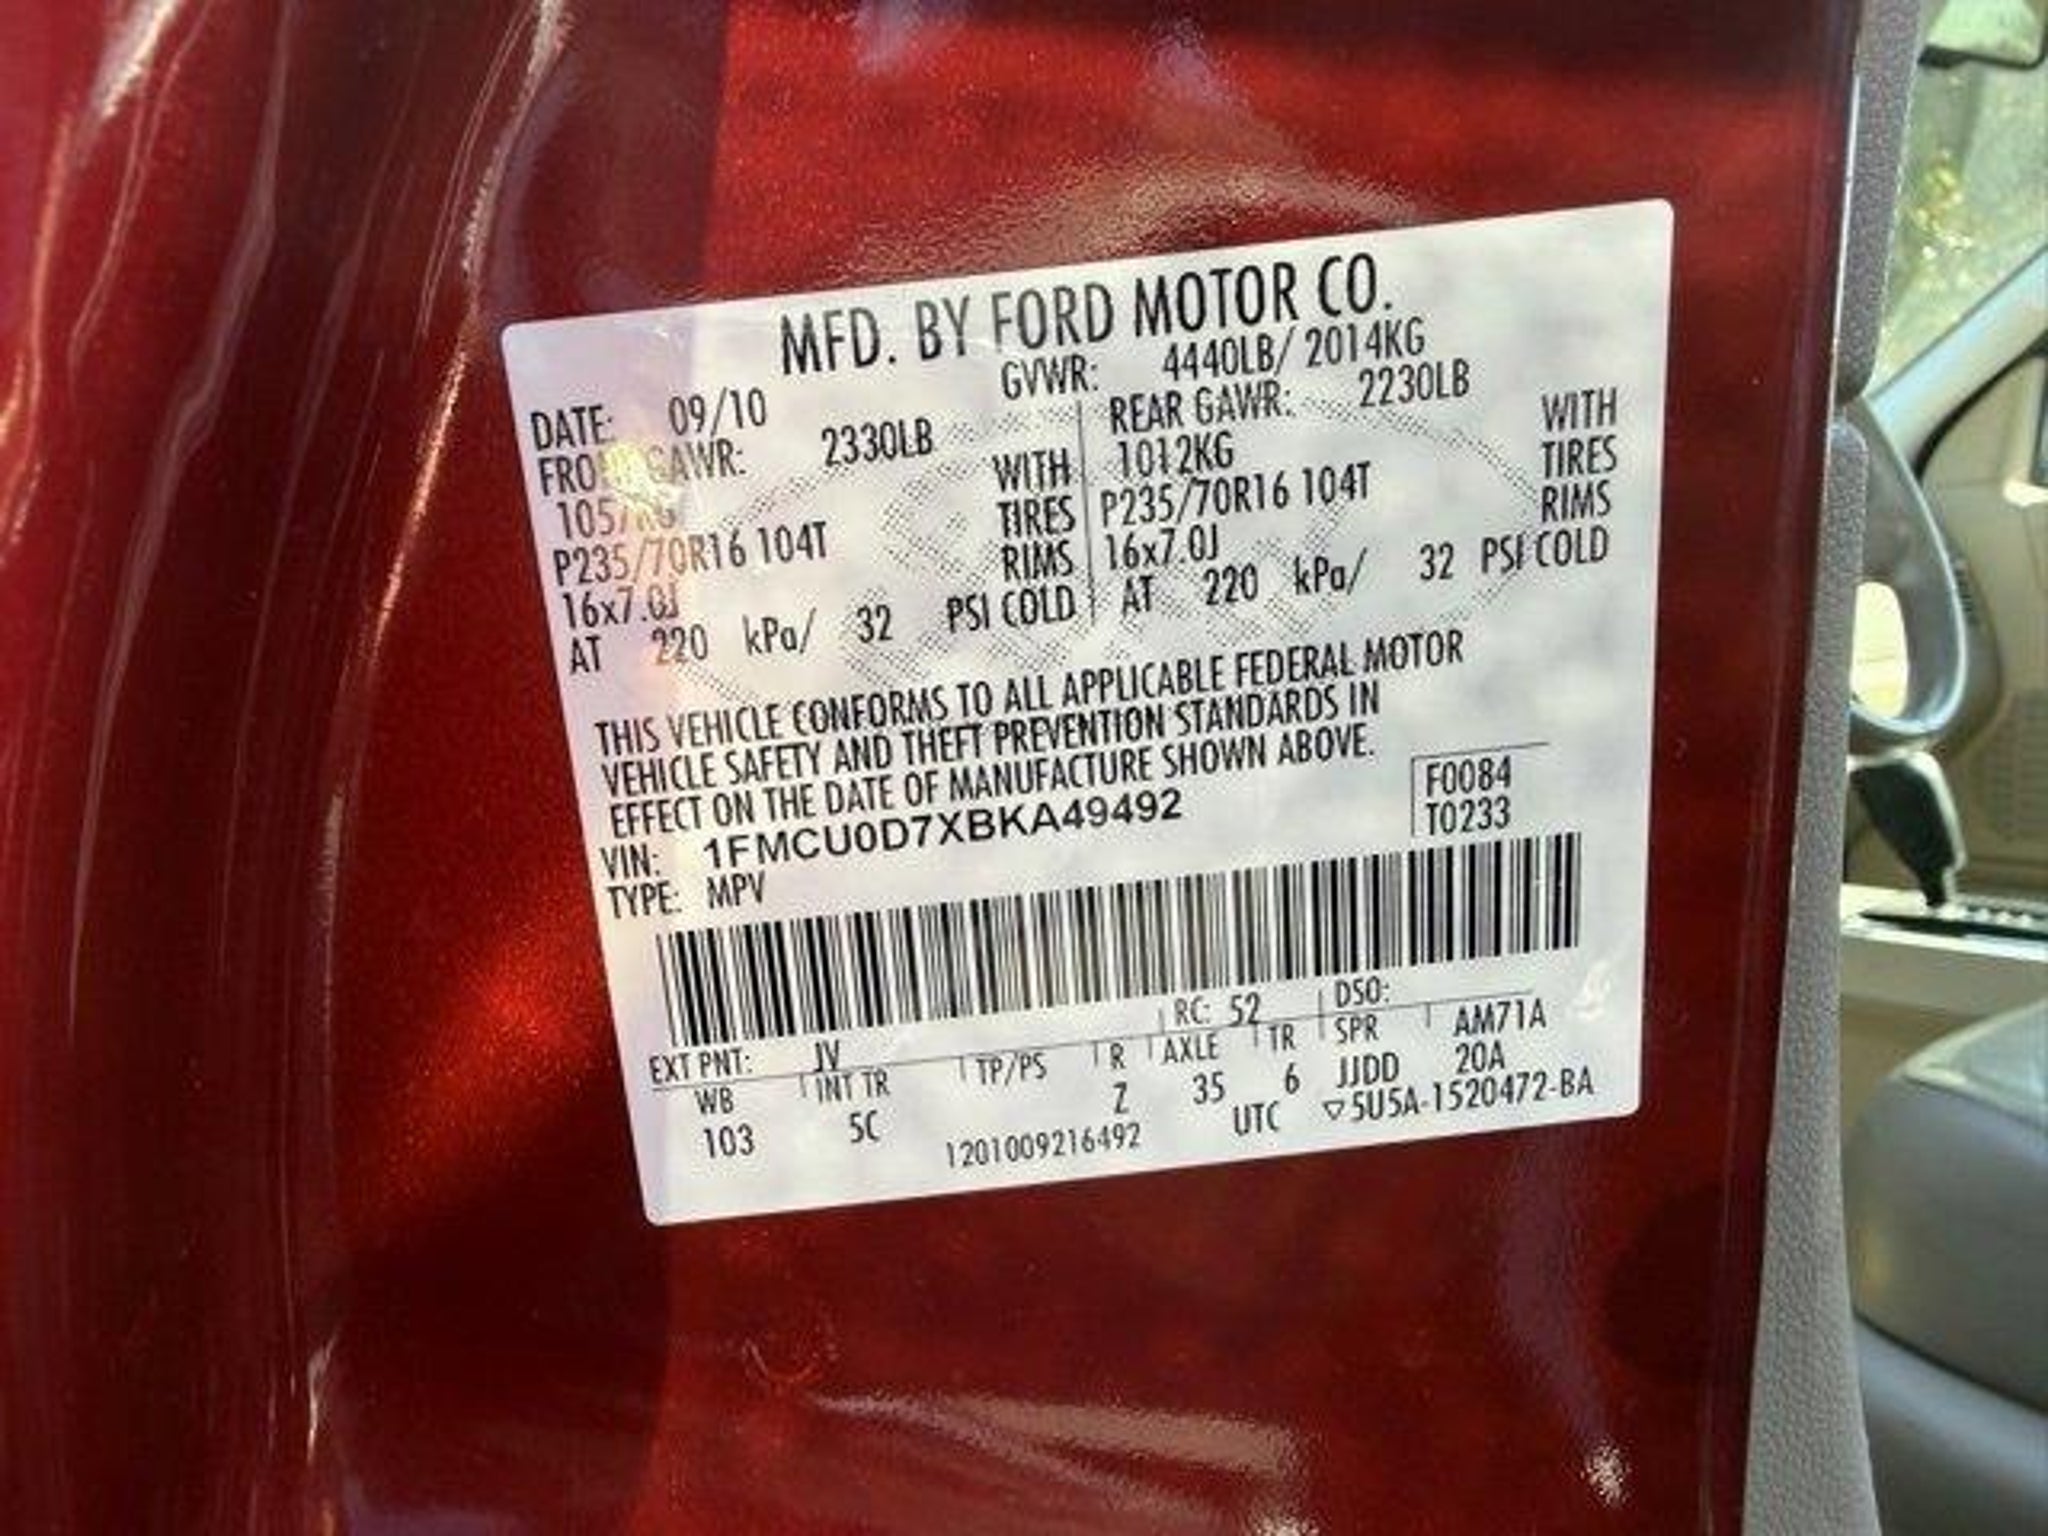 MFD. BY FORD MOTOR CO.
DATE: 09/10 GVWR: 4440LB/ 2014KG
GAWR: 2330LB REAR GAWR: 2230LB
WITH 1012KG WITH
P235/70R16 104T TIRES P235/70R16 104T TIRES
16x7.0J RIMS 16x7.0J RIMS
AT 220 kPa/ 32 PSI COLD AT 220 kPa/ 32 PSI COLD
THIS VEHICLE CONFORMS TO ALL APPLICABLE FEDERAL MOTOR
VEHICLE SAFETY AND THEFT PREVENTION STANDARDS IN
EFFECT ON THE DATE OF MANUFACTURE SHOWN ABOVE.
F0084
VIN: 1FMCU0D7XBKA49492 T0233
TYPE: MPV
RC: 52 DSO:
EXT PNT: JV AM71A
WB INT TR TP/PS R AXLE TR SPR 20A
103 5C Z 35 6 JJDD
1201009216492 UTC ▽5U5A-1520472-BA